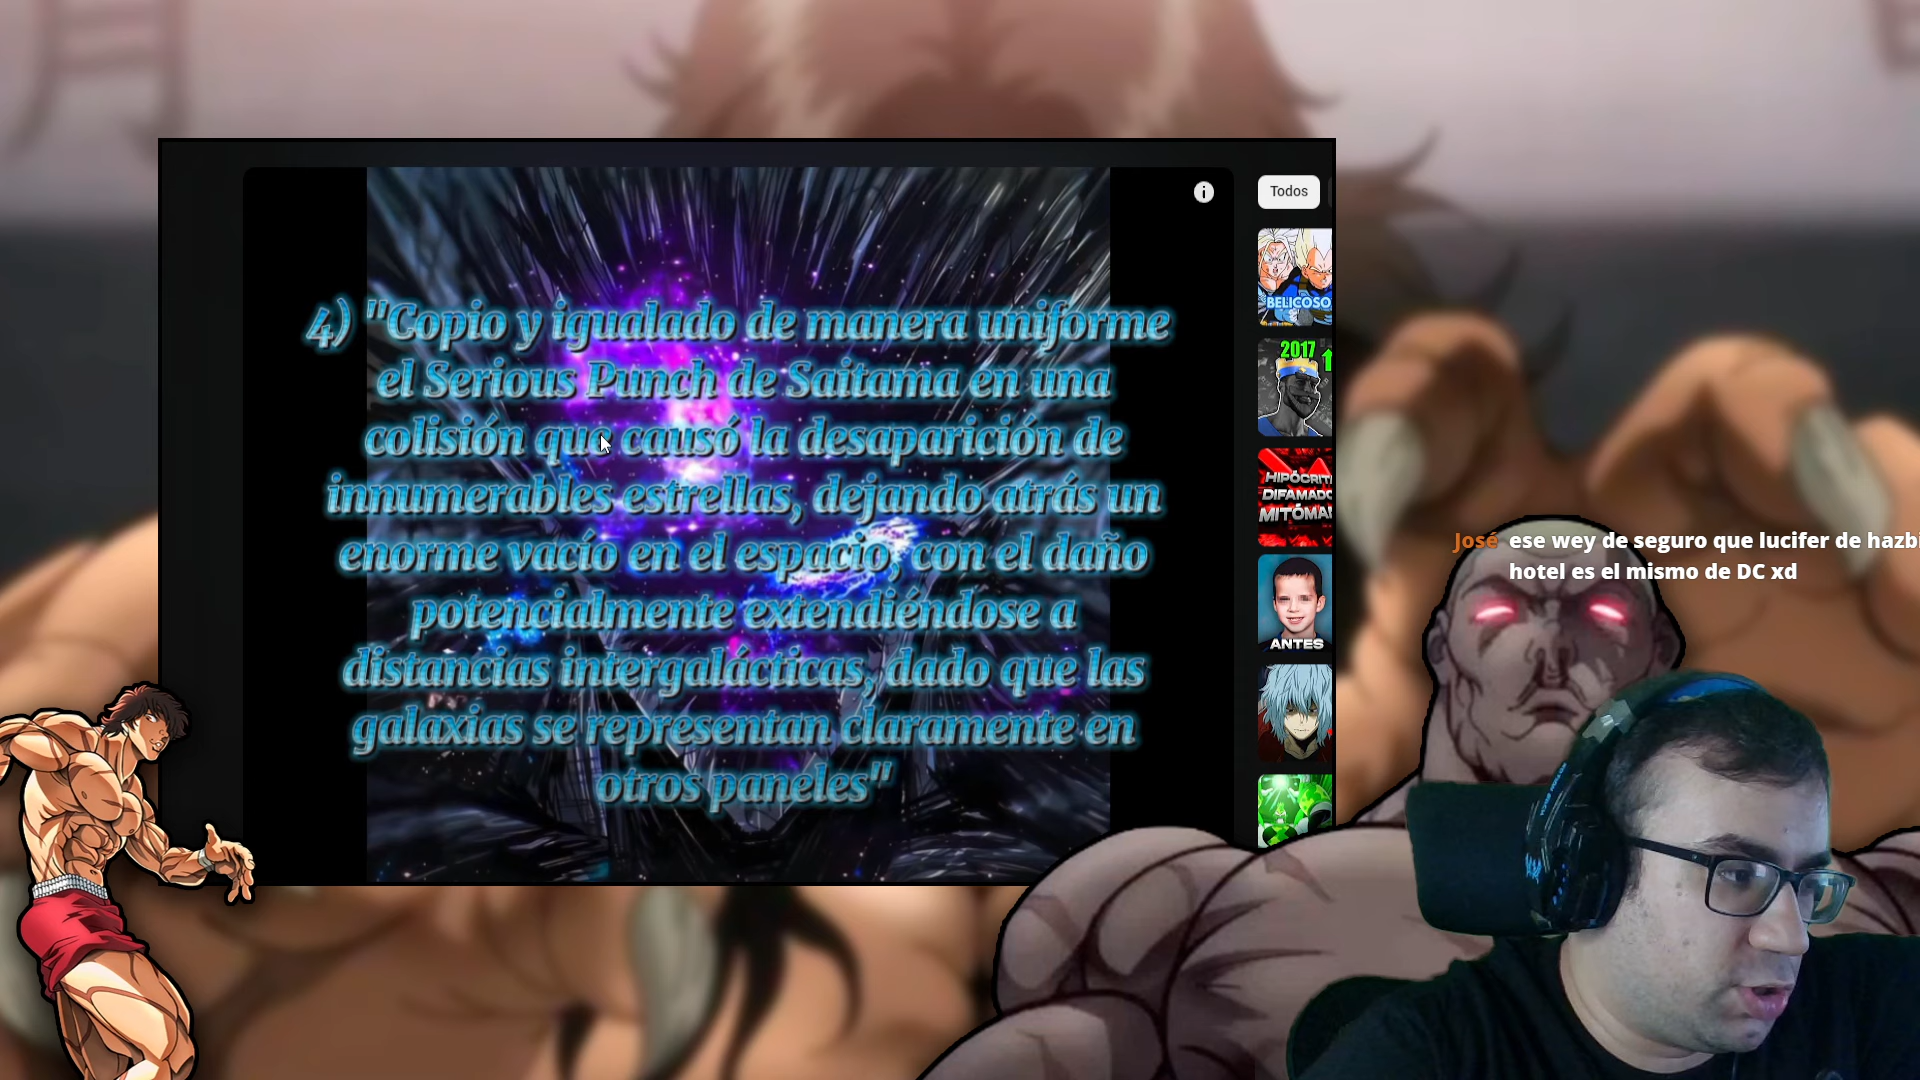 4) "Copio y igualado de manera uniforme
el Serious Punch de Saitama en una
colisión que causó la desaparición de
innumerables estrellas, dejando atrás un
enorme vacío en el espacio, con el daño
potencialmente extendiéndose a
distancias intergalácticas, dado que las
galaxias se representan claramente en
otros paneles"
Todos
BELICOSO
2017
HIPÓCRIT
DIFAMADO
MITÓMA
ANTES
José ese wey de seguro que lucifer de hazbi
hotel es el mismo de DC xd